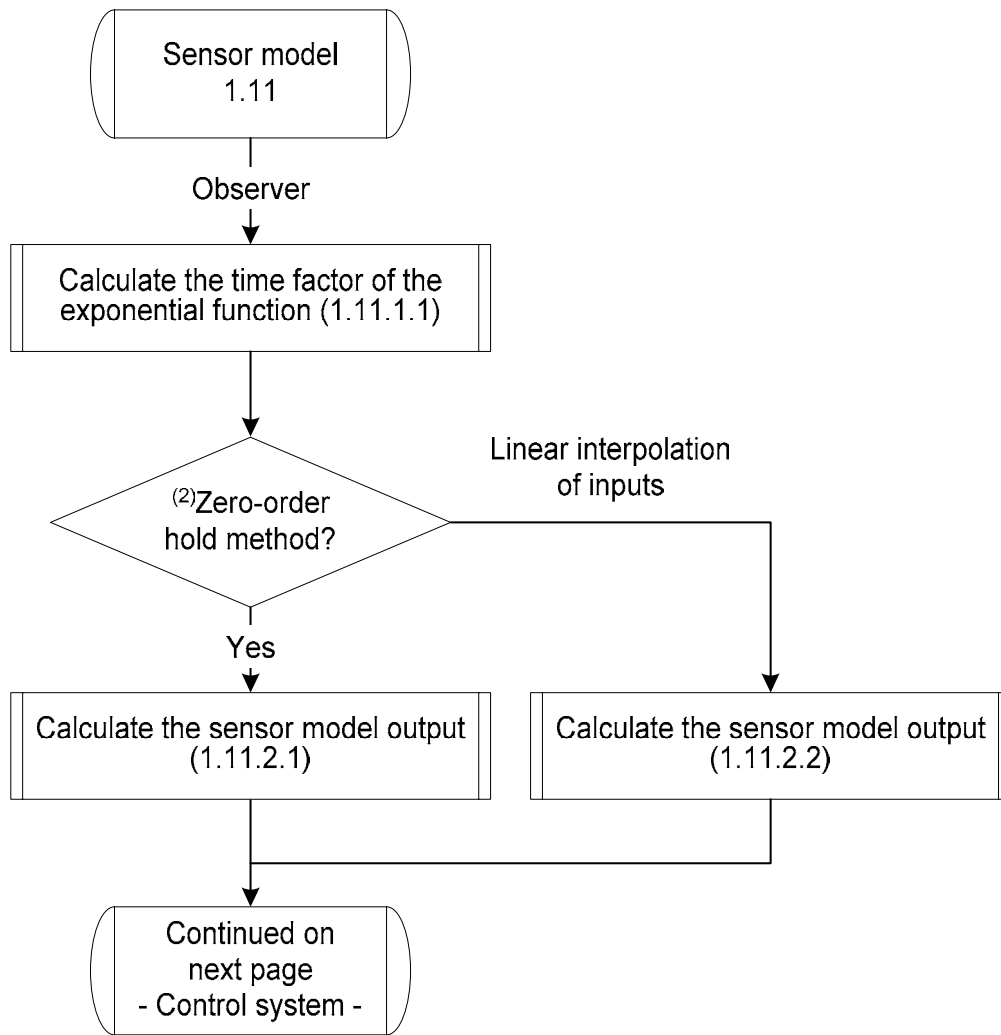 Sensor model
1.11
Observer
Calculate the time factor of the
exponential function (1.11.1.1)
Linear interpolation
of inputs
(2)Zero-order
hold method?
Yes
Calculate the sensor model output
(1.11.2.1)
Calculate the sensor model output
(1.11.2.2)
Continued on
next page
- Control system -